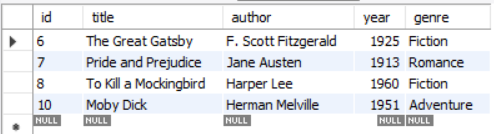 id title author year genre
6 The Great Gatsby F. Scott Fitzgerald 1925 Fiction
7 Pride and Prejudice Jane Austen 1913 Romance
8 To Kill a Mockingbird Harper Lee 1960 Fiction
10 Moby Dick Herman Melville 1951 Adventure
NULL NULL NULL NULL NULL